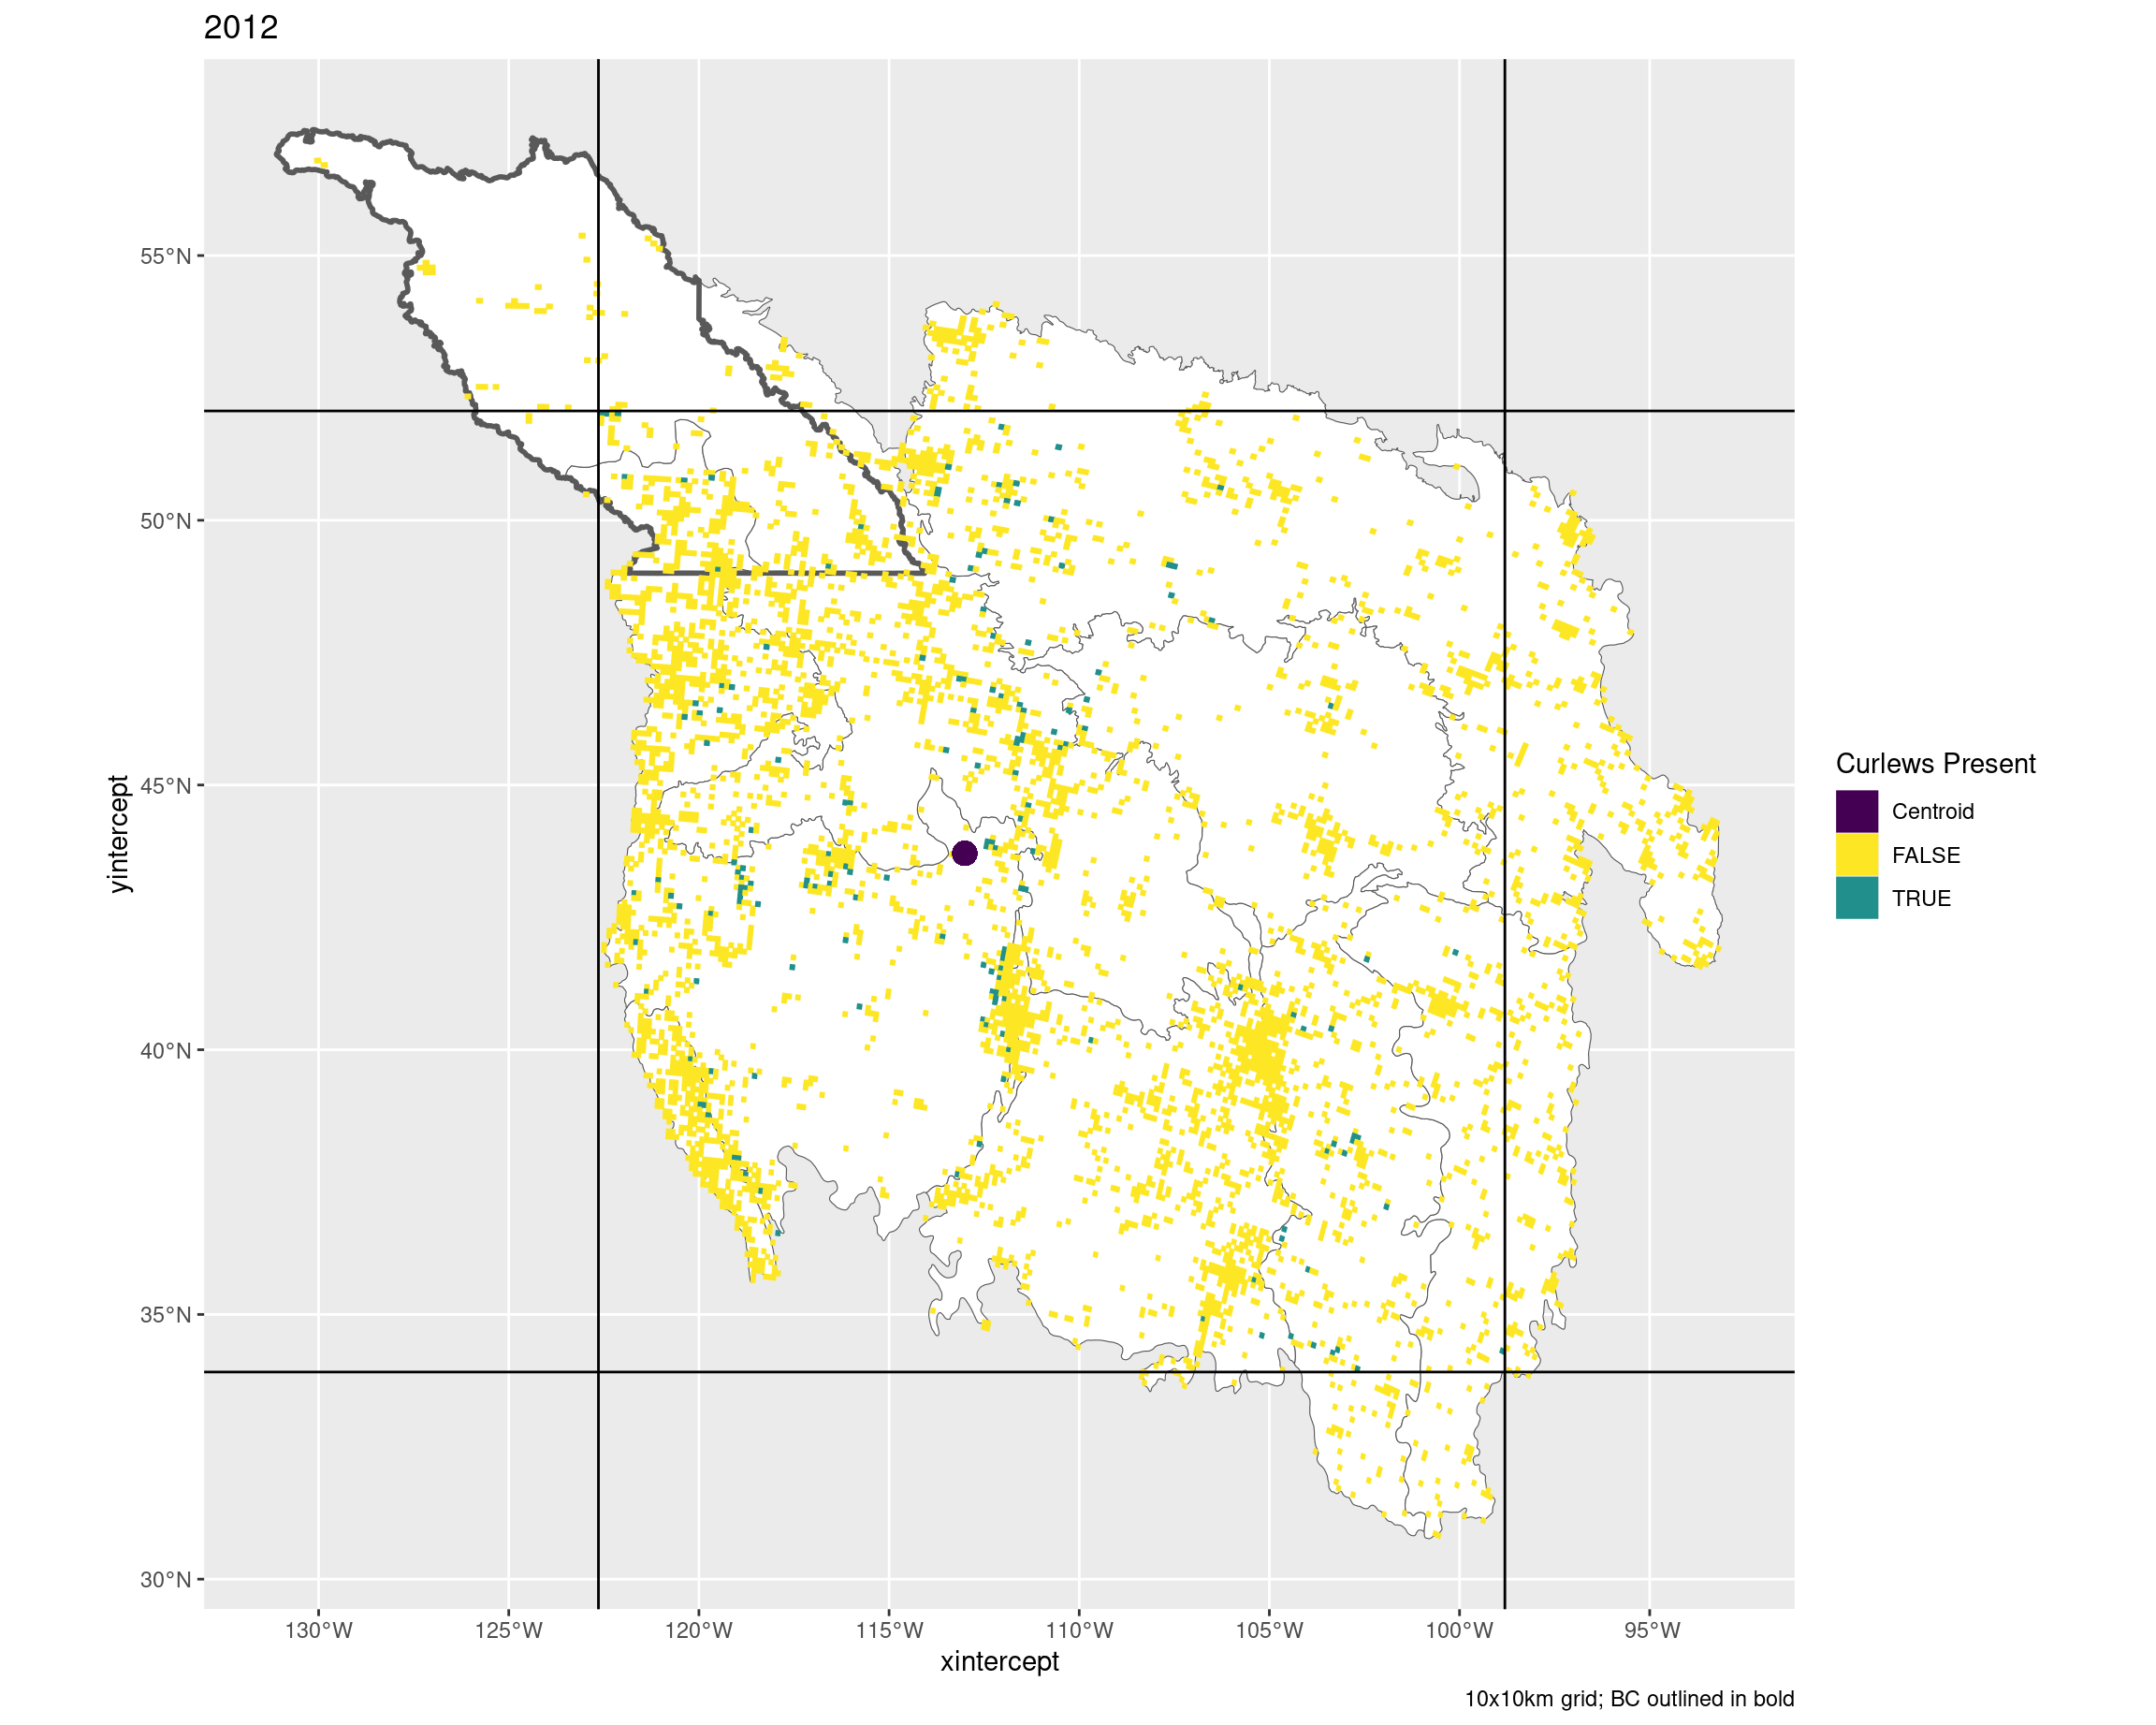 2012
55°N
50°N
45°N
40°N
35°N
30°N
yintercept
130°W
125°W
120°W
115°W
110°W
105°W
100°W
95°W
xintercept
Curlews Present
Centroid
FALSE
TRUE
10x10km grid; BC outlined in bold